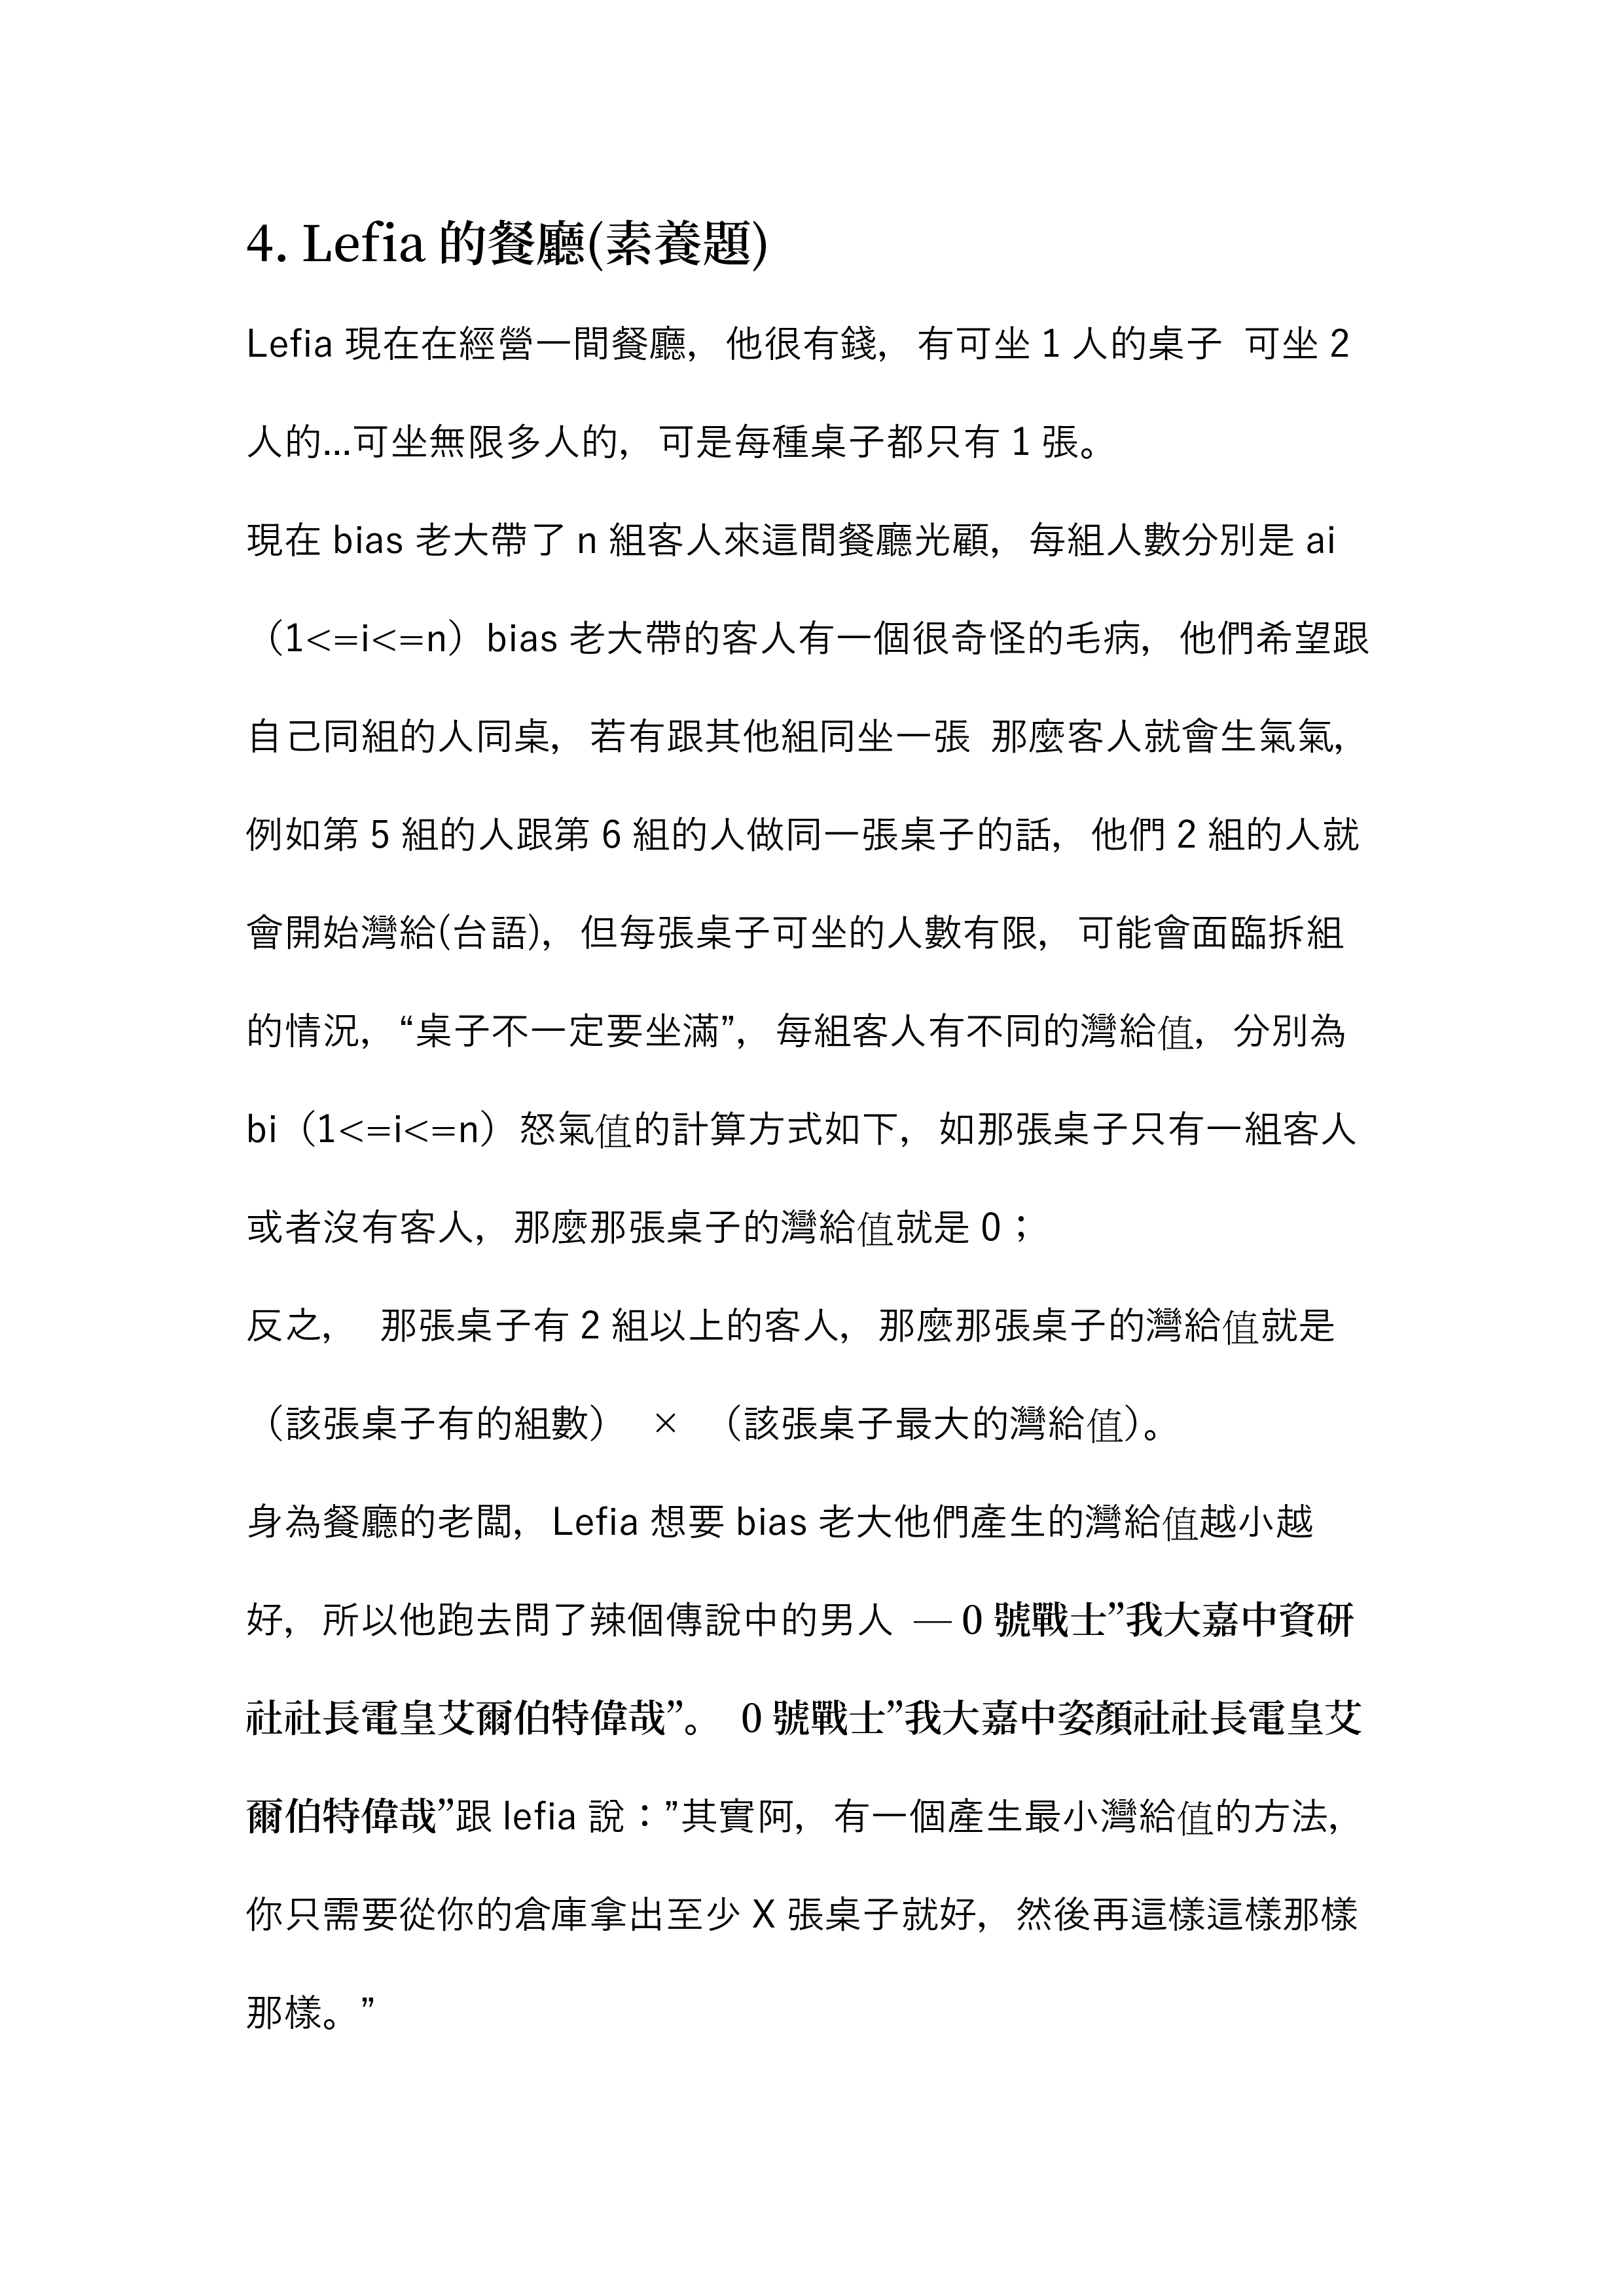 4. Lefia 的餐廳(素養題)
Lefia 現在在經營一間餐廳，他很有錢，有可坐 1 人的桌子 可坐 2
人的…可坐無限多人的，可是每種桌子都只有 1 張。
現在 bias 老大帶了 n 組客人來這間餐廳光顧，每組人數分別是 ai
（1<=i<=n）bias 老大帶的客人有一個很奇怪的毛病，他們希望跟
自己同組的人同桌，若有跟其他組同坐一張 那麼客人就會生氣氣，
例如第 5 組的人跟第 6 組的人做同一張桌子的話，他們 2 組的人就
會開始灣給(台語)，但每張桌子可坐的人數有限，可能會面臨拆組
的情況，“桌子不一定要坐滿”，每組客人有不同的灣給值，分別為
bi（1<=i<=n）怒氣值的計算方式如下，如那張桌子只有一組客人
或者沒有客人，那麼那張桌子的灣給值就是 0；
反之， 那張桌子有 2 組以上的客人，那麼那張桌子的灣給值就是
（該張桌子有的組數） × （該張桌子最大的灣給值）。
身為餐廳的老闆，Lefia 想要 bias 老大他們產生的灣給值越小越
好，所以他跑去問了辣個傳說中的男人 — 0 號戰士”我大嘉中資研
社社長電皇艾爾伯特偉哉”。 0 號戰士”我大嘉中姿顏社社長電皇艾
爾伯特偉哉”跟 lefia 說：”其實阿，有一個產生最小灣給值的方法，
你只需要從你的倉庫拿出至少 X 張桌子就好，然後再這樣這樣那樣
那樣。”